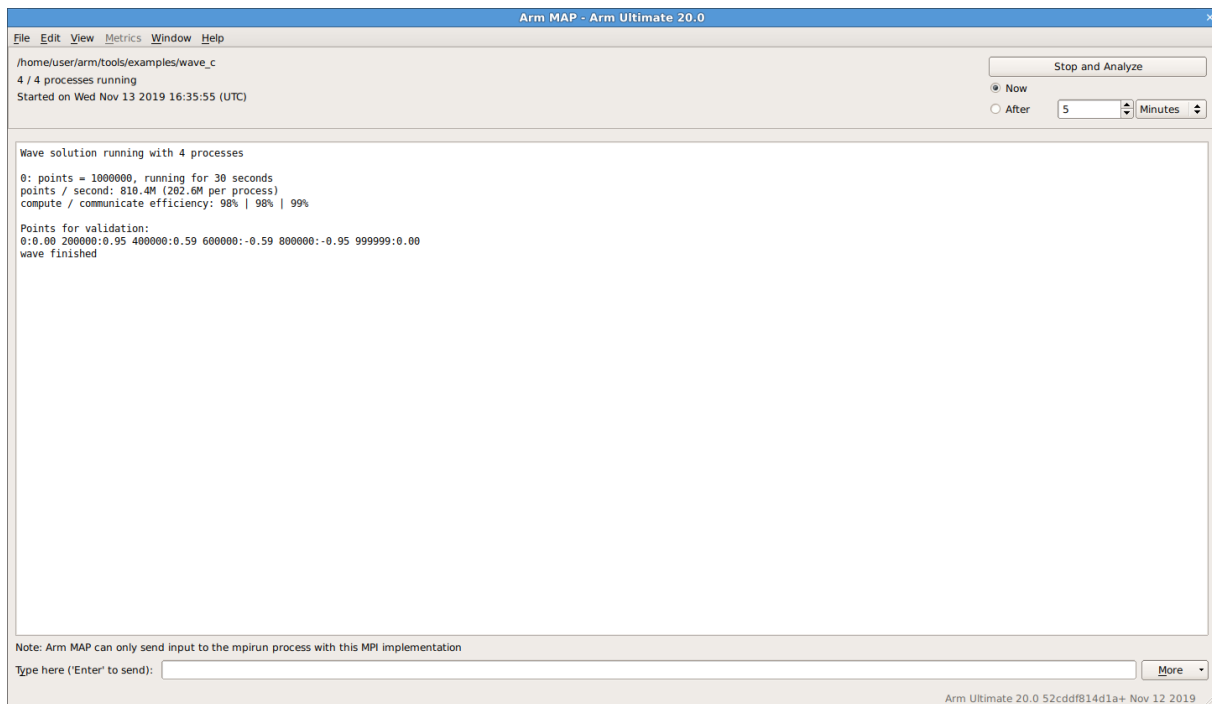 Arm MAP - Arm Ultimate 20.0
File Edit View Metrics Window Help
/home/user/arm/tools/examples/wave_c
4 / 4 processes running
Started on Wed Nov 13 2019 16:35:55 (UTC)
Stop and Analyze
Now
After 5 Minutes
Wave solution running with 4 processes
0: points = 1000000, running for 30 seconds
points / second: 810.4M (202.6M per process)
compute / communicate efficiency: 98% | 98% | 99%
Points for validation:
0:0.00 200000:0.95 400000:0.59 600000:-0.59 800000:-0.95 999999:0.00
wave finished
Note: Arm MAP can only send input to the mpirun process with this MPI implementation
Type here ('Enter' to send):
More
Arm Ultimate 20.0 52cddf814d1a+ Nov 12 2019